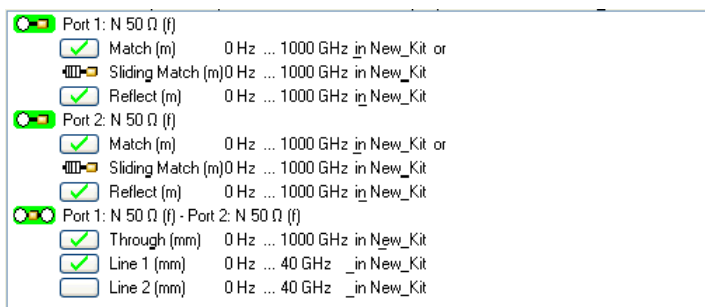 Port 1: N 50 Ω (f)
Match (m) 0 Hz ... 1000 GHz in New_Kit or
Sliding Match (m)0 Hz ... 1000 GHz in New_Kit
Reflect (m) 0 Hz ... 1000 GHz in New_Kit
Port 2: N 50 Ω (f)
Match (m) 0 Hz ... 1000 GHz in New_Kit or
Sliding Match (m)0 Hz ... 1000 GHz in New_Kit
Reflect (m) 0 Hz ... 1000 GHz in New_Kit
Port 1: N 50 Ω (f) - Port 2: N 50 Ω (f)
Through (mm) 0 Hz ... 1000 GHz in New_Kit
Line 1 (mm) 0 Hz ... 40 GHz _in New_Kit
Line 2 (mm) 0 Hz ... 40 GHz _in New_Kit